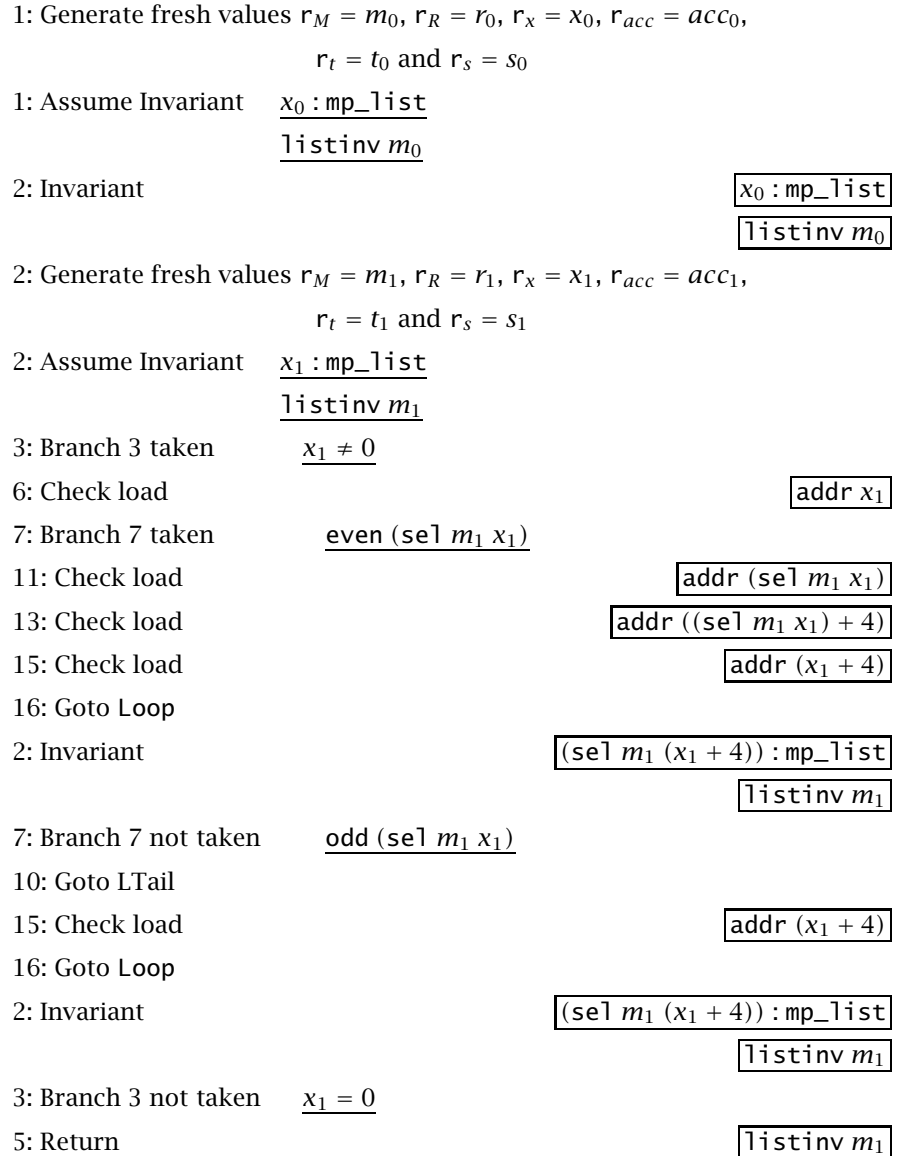 1: Generate fresh values r_M = m_0, r_R = r_0, r_x = x_0, r_acc = acc_0,
r_t = t_0 and r_s = s_0
1: Assume Invariant x_0 : mp_list
listinv m_0
2: Invariant x_0 : mp_list
listinv m_0
2: Generate fresh values r_M = m_1, r_R = r_1, r_x = x_1, r_acc = acc_1,
r_t = t_1 and r_s = s_1
2: Assume Invariant x_1 : mp_list
listinv m_1
3: Branch 3 taken x_1 ≠ 0
6: Check load addr x_1
7: Branch 7 taken even (sel m_1 x_1)
11: Check load addr (sel m_1 x_1)
13: Check load addr ((sel m_1 x_1) + 4)
15: Check load addr (x_1 + 4)
16: Goto Loop
2: Invariant (sel m_1 (x_1 + 4)) : mp_list
listinv m_1
7: Branch 7 not taken odd (sel m_1 x_1)
10: Goto LTail
15: Check load addr (x_1 + 4)
16: Goto Loop
2: Invariant (sel m_1 (x_1 + 4)) : mp_list
listinv m_1
3: Branch 3 not taken x_1 = 0
5: Return listinv m_1